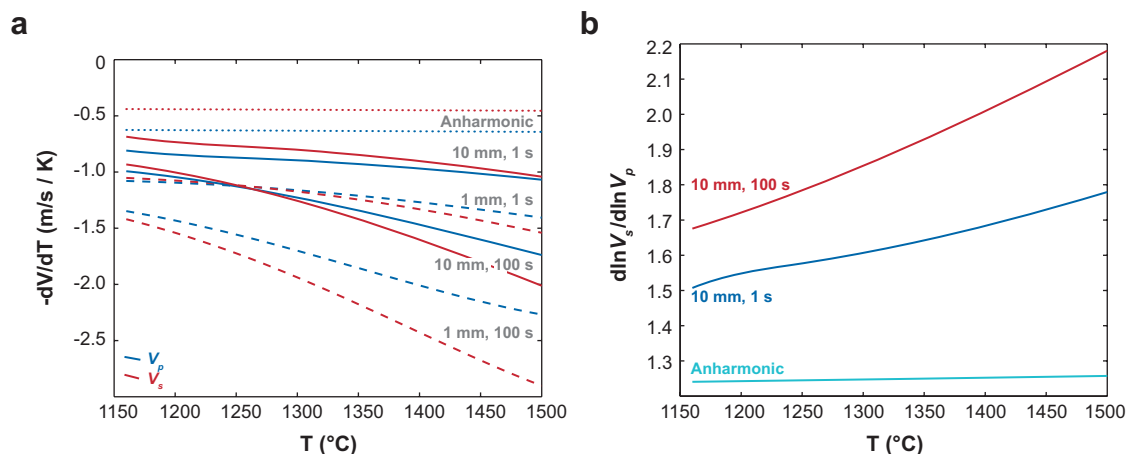 a
0
-0.5
-1.0
-1.5
-2.0
-2.5
-dV/dT (m/s / K)
Anharmonic
10 mm, 1 s
1 mm, 1 s
10 mm, 100 s
1 mm, 100 s
Vp
Vs
1150 1200 1250 1300 1350 1400 1450 1500
T (°C)
b
2.2
2.1
2.0
1.9
1.8
1.7
1.6
1.5
1.4
1.3
dlnVs/dlnVp
10 mm, 100 s
10 mm, 1 s
Anharmonic
1150 1200 1250 1300 1350 1400 1450 1500
T (°C)